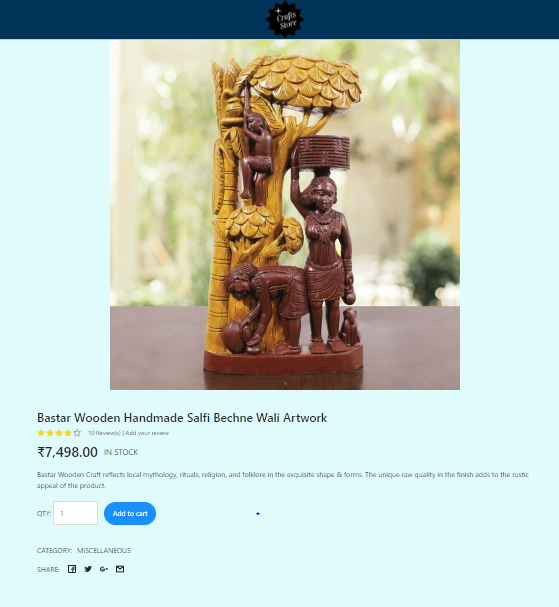 Crafts
Store
Bastar Wooden Handmade Salfi Bechne Wali Artwork
10 Review(s) | Add your review
₹7,498.00 IN STOCK
Bastar Wooden Craft reflects local mythology, rituals, religion, and folklore in the exquisite shape & forms. The unique raw quality in the finish adds to the rustic
appeal of the product.
QTY: 1 Add to cart
CATEGORY: MISCELLANEOUS
SHARE: G+